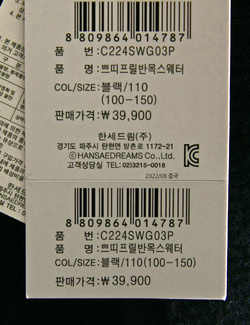 8 809864 014787
품 번:C224SWG03P
품 명:쁘띠프릴반목스웨터
COL/SIZE:블랙/110
(100-150)
판매가격:₩39,900
한세드림(주)
경기도 파주시 탄현면 방촌로 1172-21
ⓒHANSAEDREAMS Co.,Ltd.
고객상담실 TEL:02)3215-0018
2022/08 중국
8 809864 014787
품 번:C224SWG03P
품 명:쁘띠프릴반목스웨터
COL/SIZE:블랙/110(100-150)
판매가격:₩39,900